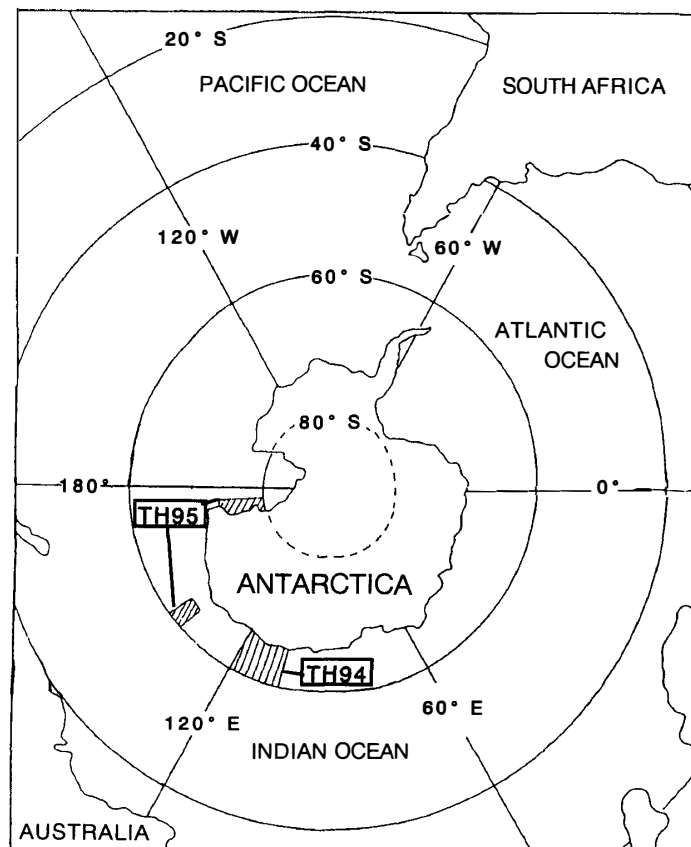 20° S
PACIFIC OCEAN
SOUTH AFRICA
40° S
120° W
60° W
60° S
ATLANTIC
OCEAN
80° S
180°
0°
TH95
ANTARCTICA
TH94
120° E
60° E
INDIAN OCEAN
AUSTRALIA